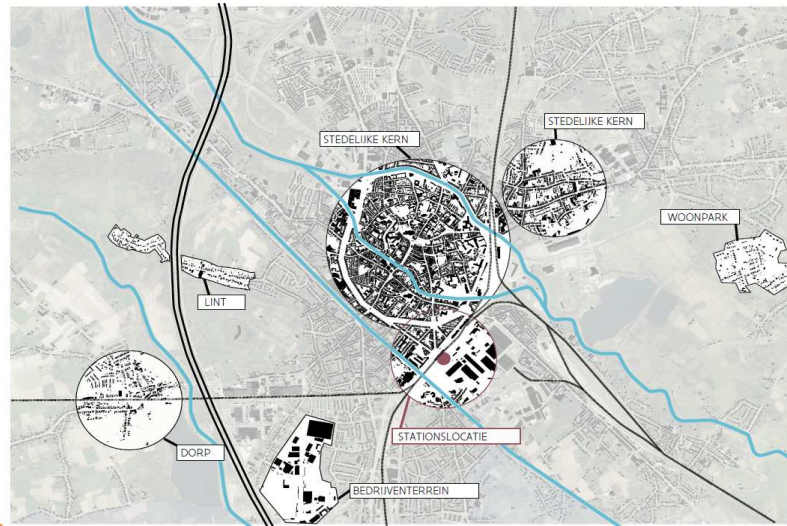 STEDELIJKE KERN
STEDELIJKE KERN
WOONPARK
LINT
STATIONSLOCATIE
DORP
BEDRIJVENTERREIN